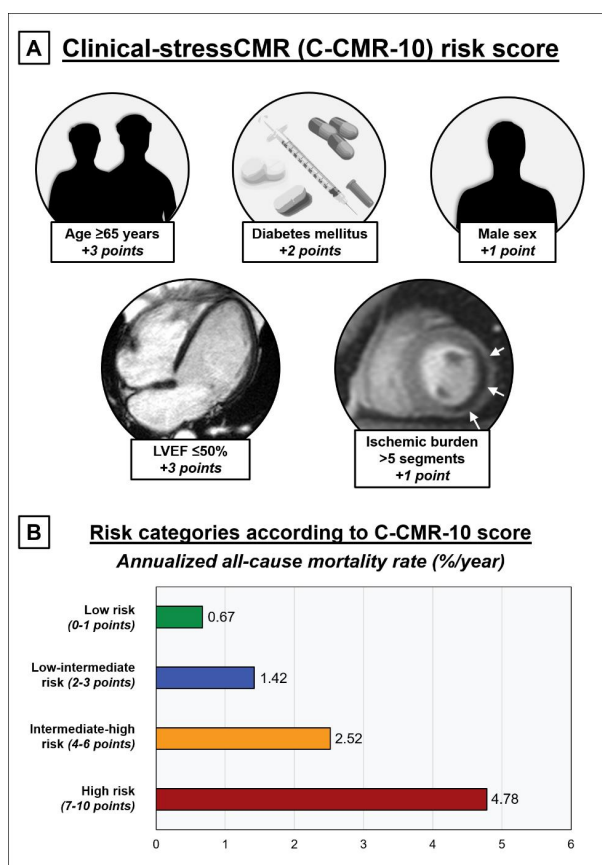 A Clinical-stressCMR (C-CMR-10) risk score
Age ≥65 years
+3 points
Diabetes mellitus
+2 points
Male sex
+1 point
LVEF ≤50%
+3 points
Ischemic burden
>5 segments
+1 point
B Risk categories according to C-CMR-10 score
Annualized all-cause mortality rate (%/year)
Low risk
(0-1 points)
0.67
Low-intermediate
risk (2-3 points)
1.42
Intermediate-high
risk (4-6 points)
2.52
High risk
(7-10 points)
4.78
0 1 2 3 4 5 6